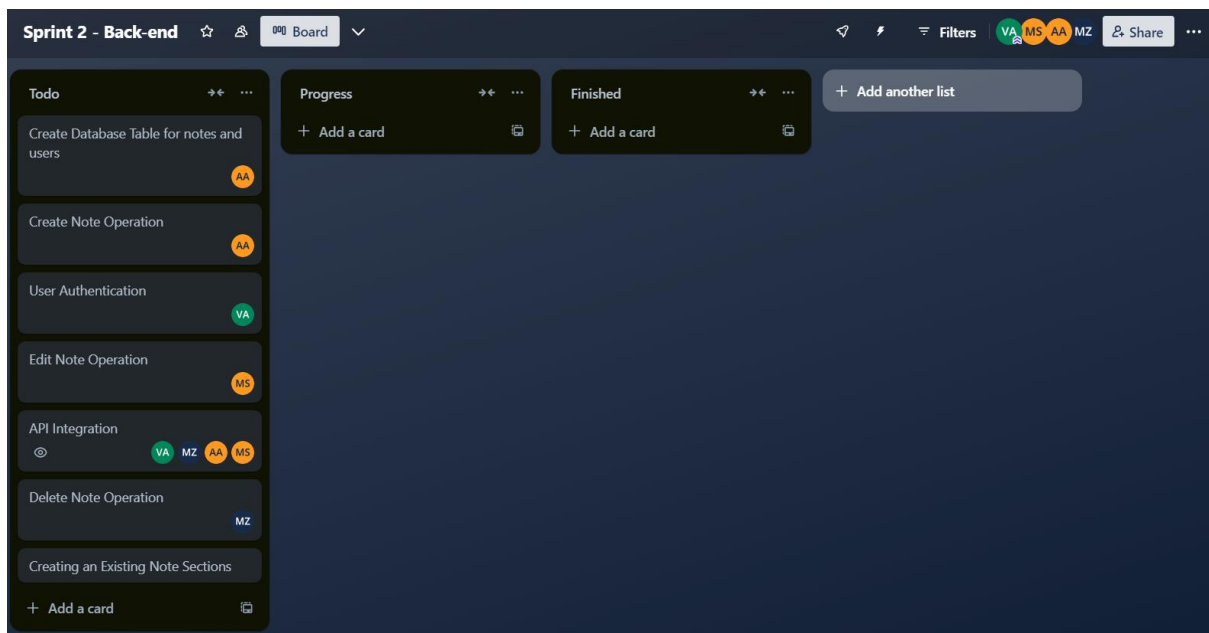 Sprint 2 - Back-end
Board
Filters
VA MS AA MZ
Share
Todo
Create Database Table for notes and
users
AA
Create Note Operation
AA
User Authentication
VA
Edit Note Operation
MS
API Integration
VA MZ AA MS
Delete Note Operation
MZ
Creating an Existing Note Sections
+ Add a card
Progress
+ Add a card
Finished
+ Add a card
+ Add another list